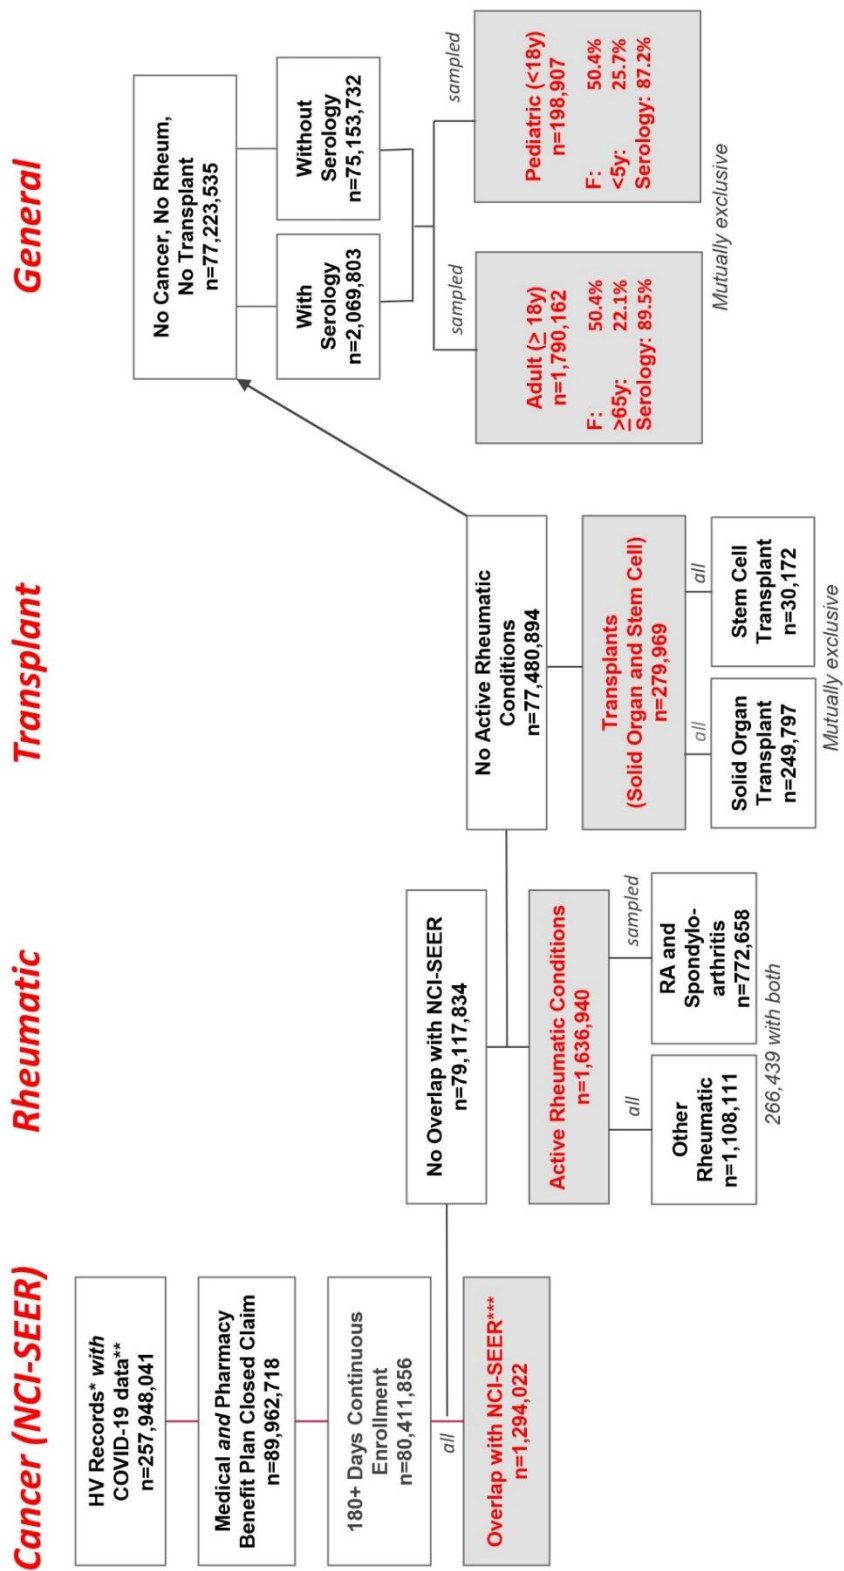 Cancer (NCI-SEER)
Rheumatic
Transplant
General
HV Records* with
COVID-19 data**
n=257,948,041
Medical and Pharmacy
Benefit Plan Closed Claim
n=89,962,718
180+ Days Continuous
Enrollment
n=80,411,856
all
Overlap with NCI-SEER***
n=1,294,022
No Overlap with NCI-SEER
n=79,117,834
Active Rheumatic Conditions
n=1,636,940
all
sampled
Other
Rheumatic
n=1,108,111
RA and
Spondylo-
arthritis
n=772,658
266,439 with both
No Active Rheumatic
Conditions
n=77,480,894
Transplants
(Solid Organ and Stem Cell)
n=279,969
all
all
Solid Organ
Transplant
n=249,797
Stem Cell
Transplant
n=30,172
Mutually exclusive
No Cancer, No Rheum,
No Transplant
n=77,223,535
With
Serology
n=2,069,803
Without
Serology
n=75,153,732
sampled
sampled
Adult (≥ 18y)
n=1,790,162
F: 50.4%
≥65y: 22.1%
Serology: 89.5%
Pediatric (<18y)
n=198,907
F: 50.4%
<5y: 25.7%
Serology: 87.2%
Mutually exclusive